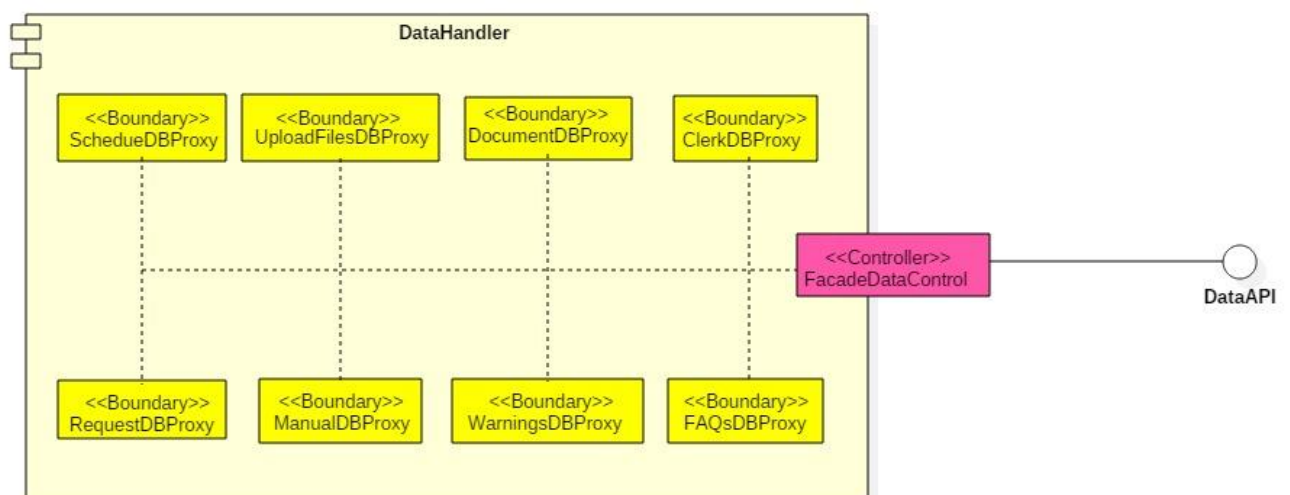 DataHandler
<<Boundary>>
SchedueDBProxy
<<Boundary>>
UploadFilesDBProxy
<<Boundary>>
DocumentDBProxy
<<Boundary>>
ClerkDBProxy
<<Controller>>
FacadeDataControl
DataAPI
<<Boundary>>
RequestDBProxy
<<Boundary>>
ManualDBProxy
<<Boundary>>
WarningsDBProxy
<<Boundary>>
FAQsDBProxy